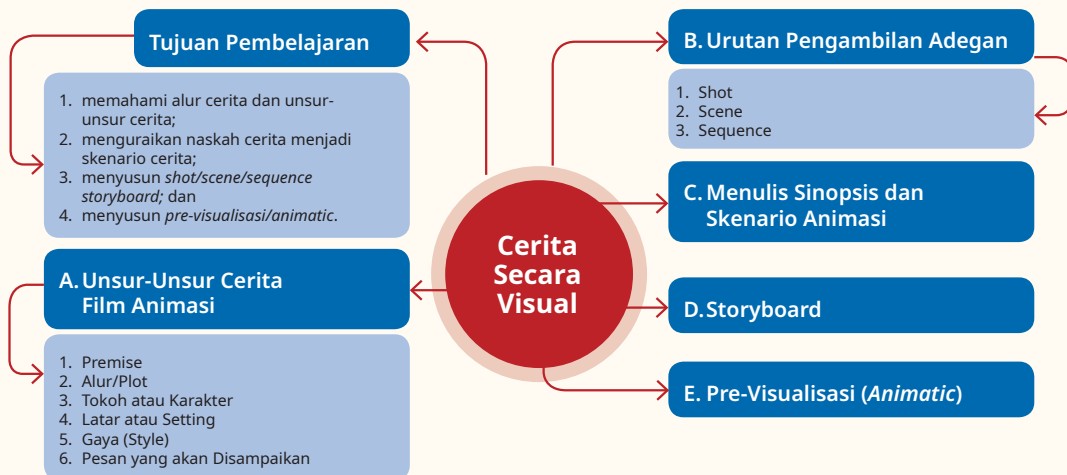 Tujuan Pembelajaran
1. memahami alur cerita dan unsur-
unsur cerita;
2. menguraikan naskah cerita menjadi
skenario cerita;
3. menyusun shot/scene/sequence
storyboard; dan
4. menyusun pre-visualisasi/animatic.
A. Unsur-Unsur Cerita
Film Animasi
1. Premise
2. Alur/Plot
3. Tokoh atau Karakter
4. Latar atau Setting
5. Gaya (Style)
6. Pesan yang akan Disampaikan
Cerita
Secara
Visual
B. Urutan Pengambilan Adegan
1. Shot
2. Scene
3. Sequence
C. Menulis Sinopsis dan
Skenario Animasi
D. Storyboard
E. Pre-Visualisasi (Animatic)